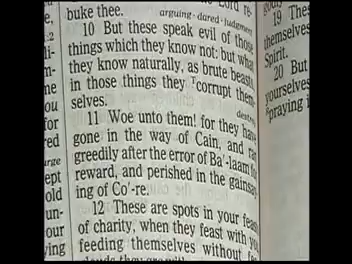 buke thee.
arguing · dared · judgment
10 But these speak evil of those
things which they know not: but what
they know naturally, as brute beasts,
in those things they corrupt them-
selves.
11 Woe unto them! for they have
gone in the way of Cain, and ran
greedily after the error of Ba'-laam for
reward, and perished in the gainsay-
ing of Co'-re.
12 These are spots in your feasts
of charity, when they feast with you,
feeding themselves without fear:
19 These
themselves
Spirit.
20 But
yourselves
praying i